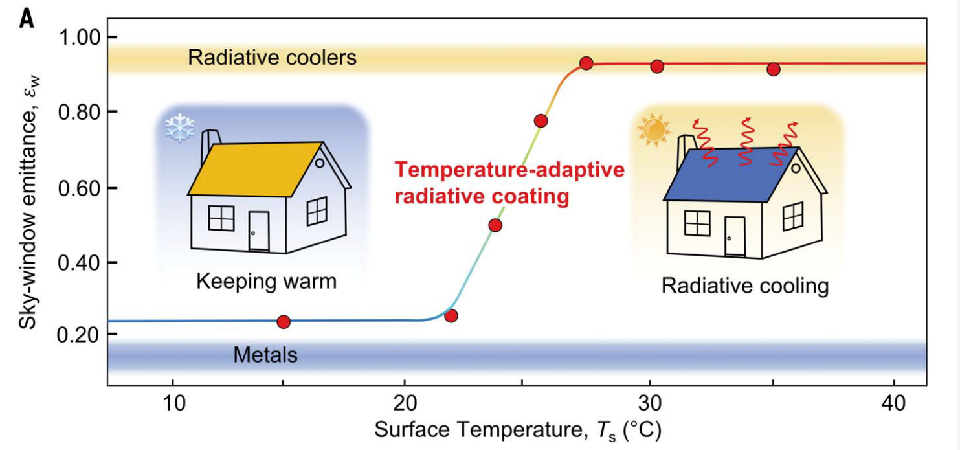 A
1.00
Radiative coolers
0.80
Temperature-adaptive
radiative coating
0.60
Keeping warm
Radiative cooling
0.40
0.20
Metals
Sky-window emittance, εw
10
20
30
40
Surface Temperature, Ts (°C)